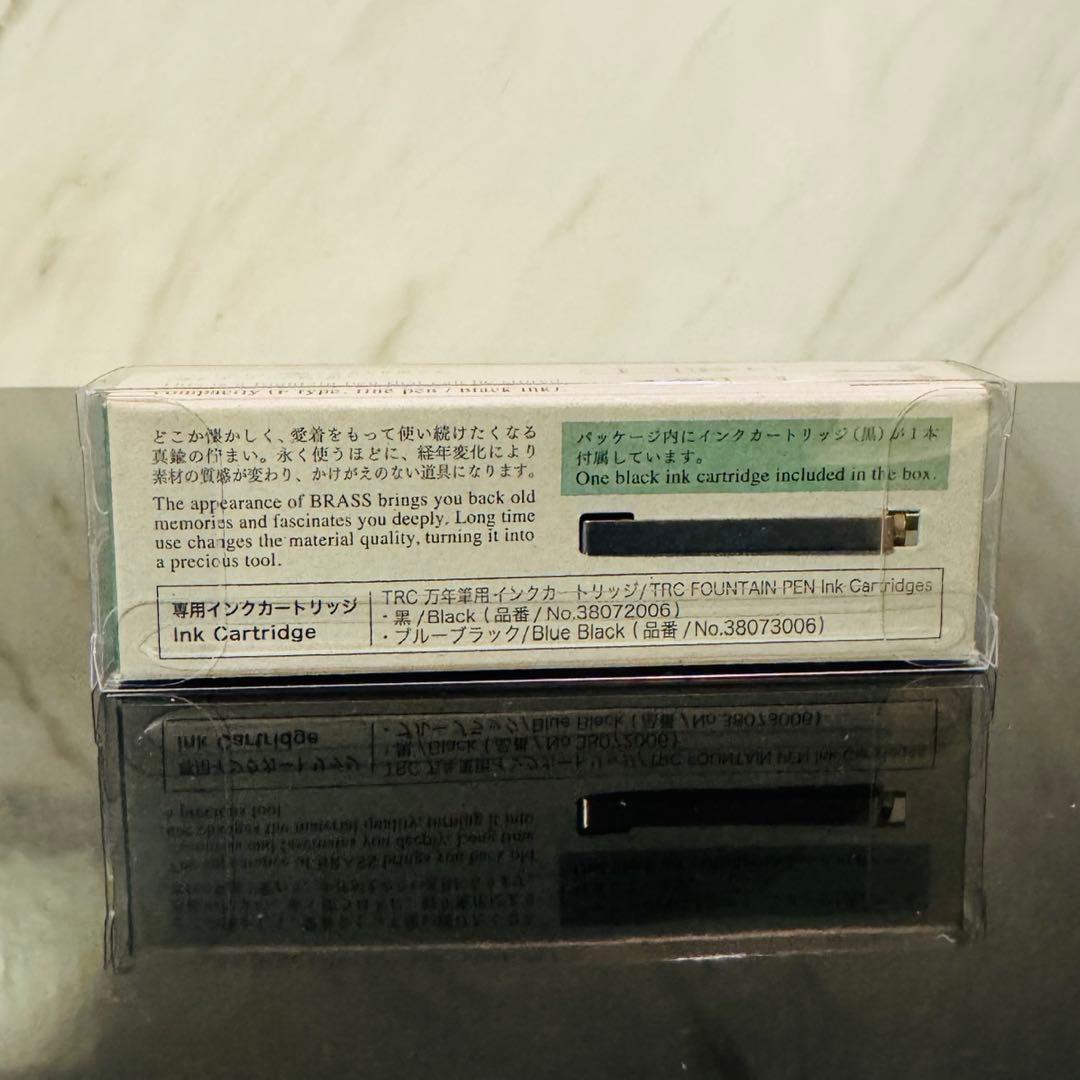 company (F type: fine pen / black ink).
どこか懐かしく、愛着をもって使い続けたくなる
真鍮の佇まい。永く使うほどに、経年変化により
素材の質感が変わり、かけがえのない道具になります。
The appearance of BRASS brings you back old
memories and fascinates you deeply. Long time
use changes the material quality, turning it into
a precious tool.
パッケージ内にインクカートリッジ(黒)が1本
付属しています。
One black ink cartridge included in the box.
専用インクカートリッジ
Ink Cartridge
TRC 万年筆用インクカートリッジ/TRC FOUNTAIN PEN Ink Cartridges
・黒/Black (品番/No.38072006)
・ブルーブラック/Blue Black (品番/No.38073006)